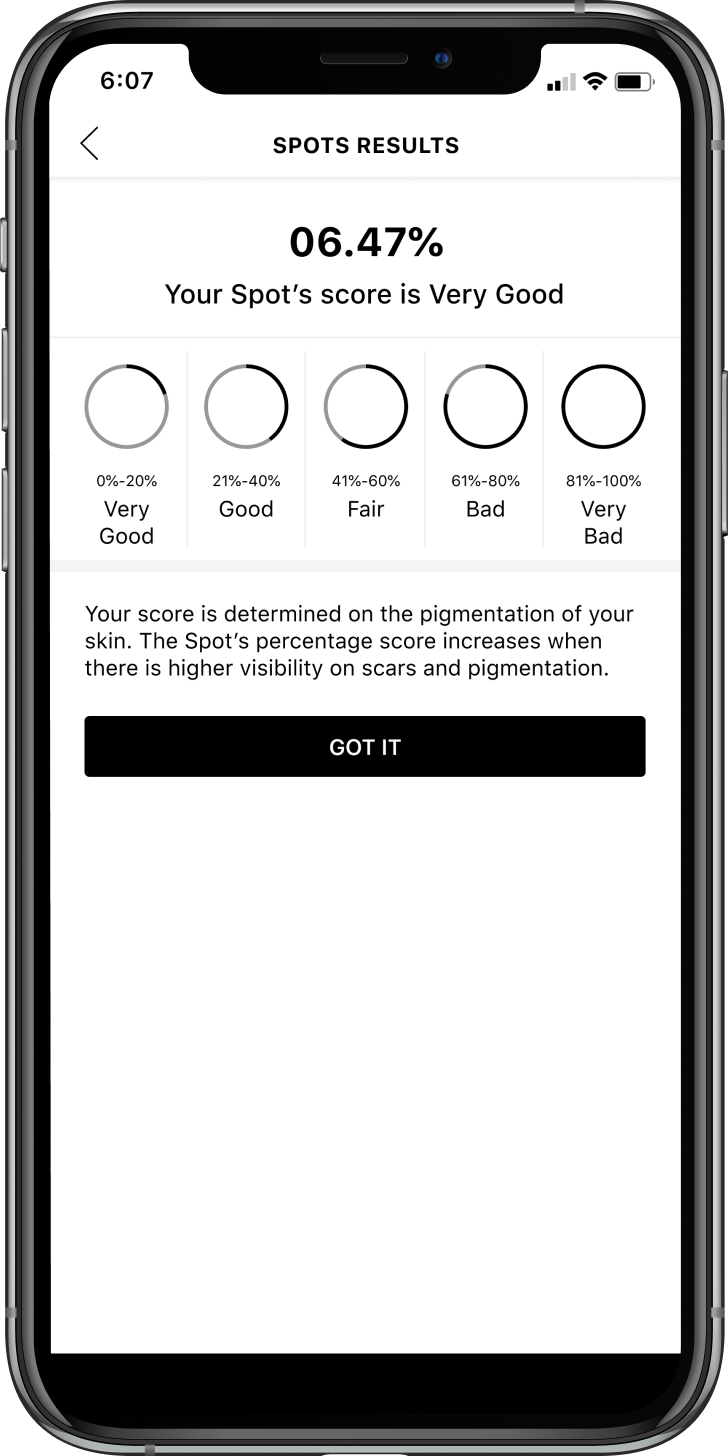 6:07
SPOTS RESULTS
06.47%
Your Spot’s score is Very Good
0%-20%
Very
Good
21%-40%
Good
41%-60%
Fair
61%-80%
Bad
81%-100%
Very
Bad
Your score is determined on the pigmentation of your
skin. The Spot’s percentage score increases when
there is higher visibility on scars and pigmentation.
GOT IT